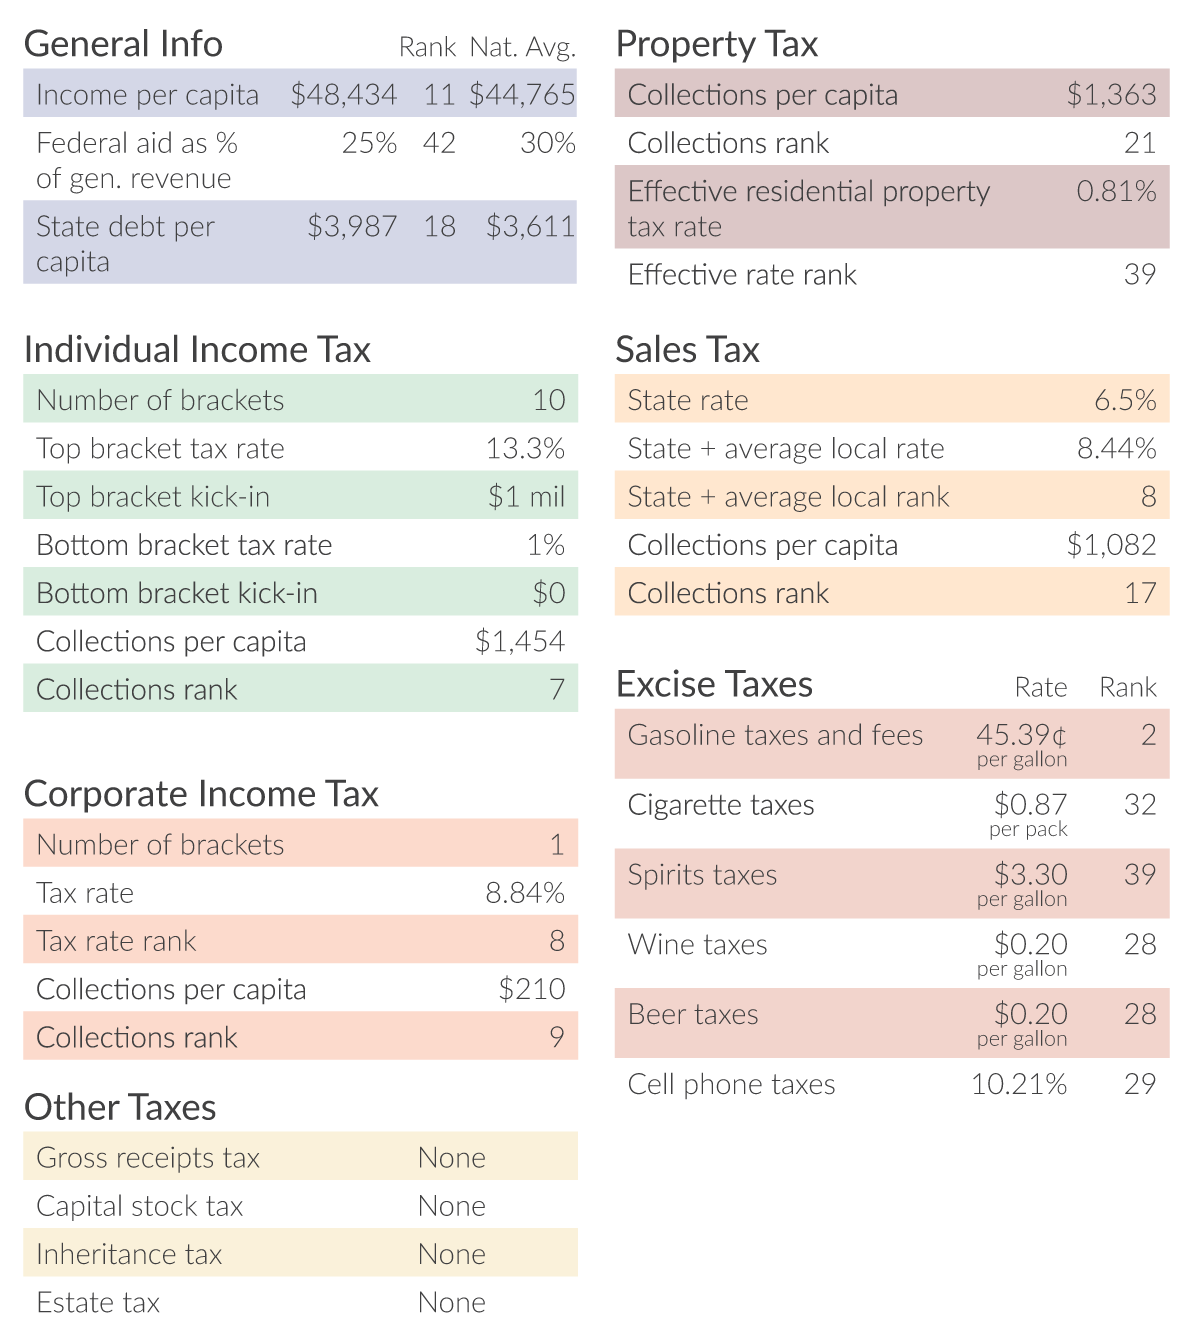 General Info Rank Nat. Avg.
Income per capita $48,434 11 $44,765
Federal aid as % 25% 42 30%
of gen. revenue
State debt per $3,987 18 $3,611
capita
Individual Income Tax
Number of brackets 10
Top bracket tax rate 13.3%
Top bracket kick-in $1 mil
Bottom bracket tax rate 1%
Bottom bracket kick-in $0
Collections per capita $1,454
Collections rank 7
Corporate Income Tax
Number of brackets 1
Tax rate 8.84%
Tax rate rank 8
Collections per capita $210
Collections rank 9
Other Taxes
Gross receipts tax None
Capital stock tax None
Inheritance tax None
Estate tax None
Property Tax
Collections per capita $1,363
Collections rank 21
Effective residential property 0.81%
tax rate
Effective rate rank 39
Sales Tax
State rate 6.5%
State + average local rate 8.44%
State + average local rank 8
Collections per capita $1,082
Collections rank 17
Excise Taxes Rate Rank
Gasoline taxes and fees 45.39¢ 2
per gallon
Cigarette taxes $0.87 32
per pack
Spirits taxes $3.30 39
per gallon
Wine taxes $0.20 28
per gallon
Beer taxes $0.20 28
per gallon
Cell phone taxes 10.21% 29